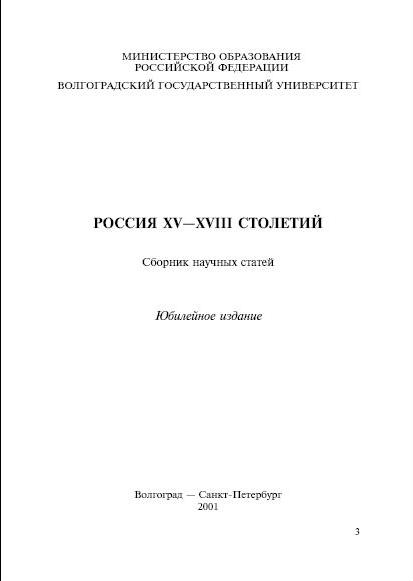 МИНИСТЕРСТВО ОБРАЗОВАНИЯ
РОССИЙСКОЙ ФЕДЕРАЦИИ
ВОЛГОГРАДСКИЙ ГОСУДАРСТВЕННЫЙ УНИВЕРСИТЕТ
РОССИЯ XV—XVIII СТОЛЕТИЙ
Сборник научных статей
Юбилейное издание
Волгоград — Санкт-Петербург
2001
3